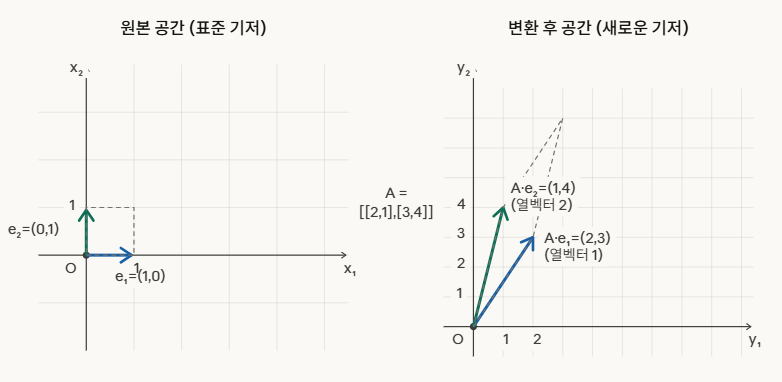 원본 공간 (표준 기저)
변환 후 공간 (새로운 기저)
x₂
1
e₂=(0,1)
O
1
e₁=(1,0)
x₁
A =
[[2,1],[3,4]]
y₂
4
3
2
1
A·e₂=(1,4)
(열벡터 2)
A·e₁=(2,3)
(열벡터 1)
O
1
2
y₁